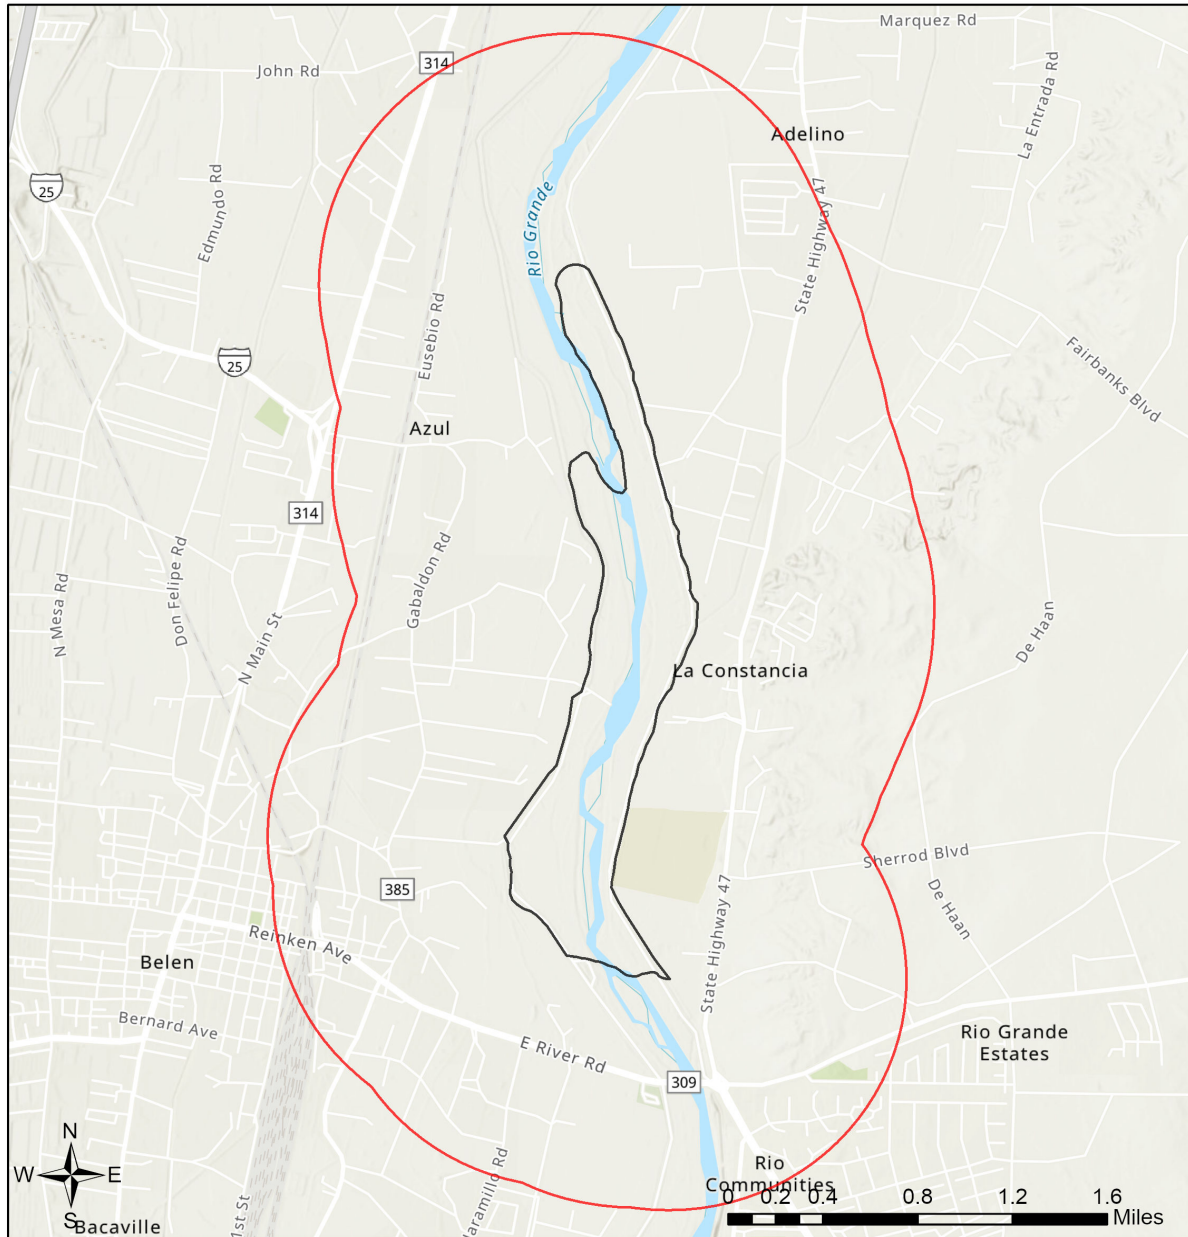 Marquez Rd
314
John Rd
La Entrada Rd
Adelino
25
Edmundo Rd
Rio Grande
State Highway 47
Eusebio Rd
25
Fairbanks Blvd
Azul
314
Gabaldon Rd
Don Felipe Rd
N Mesa Rd
N Main St
De Haan
La Constancia
Sherrod Blvd
385
De Haan
Reinken Ave
State Highway 47
Belen
Bernard Ave
E River Rd
Rio Grande
Estates
309
N
W E
S
Jaramillo Rd
Rio
Communities
1st St
Bacaville
0 0.2 0.4 0.8 1.2 1.6
Miles